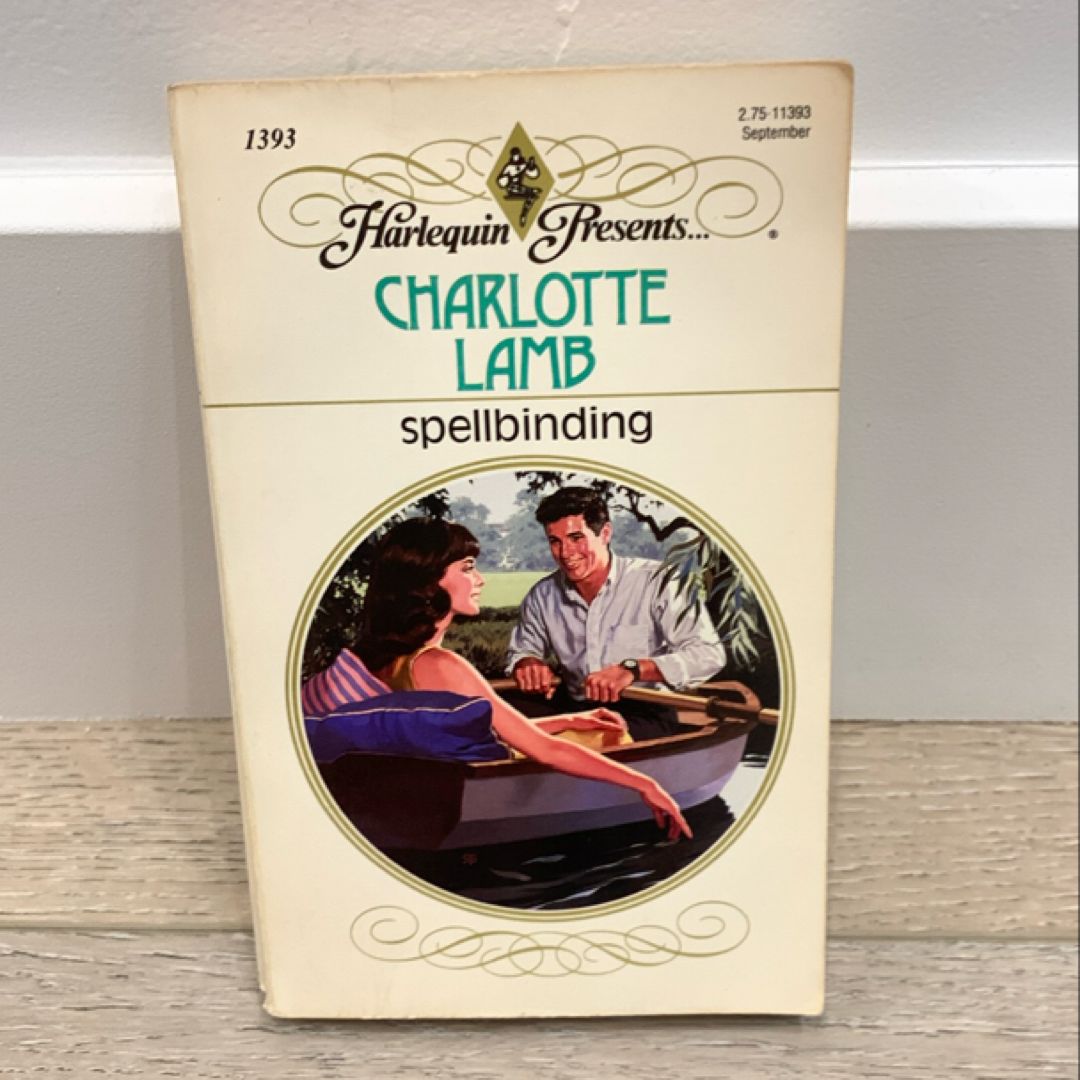 1393
2.75-11393
September
Harlequin Presents...®
CHARLOTTE
LAMB
spellbinding